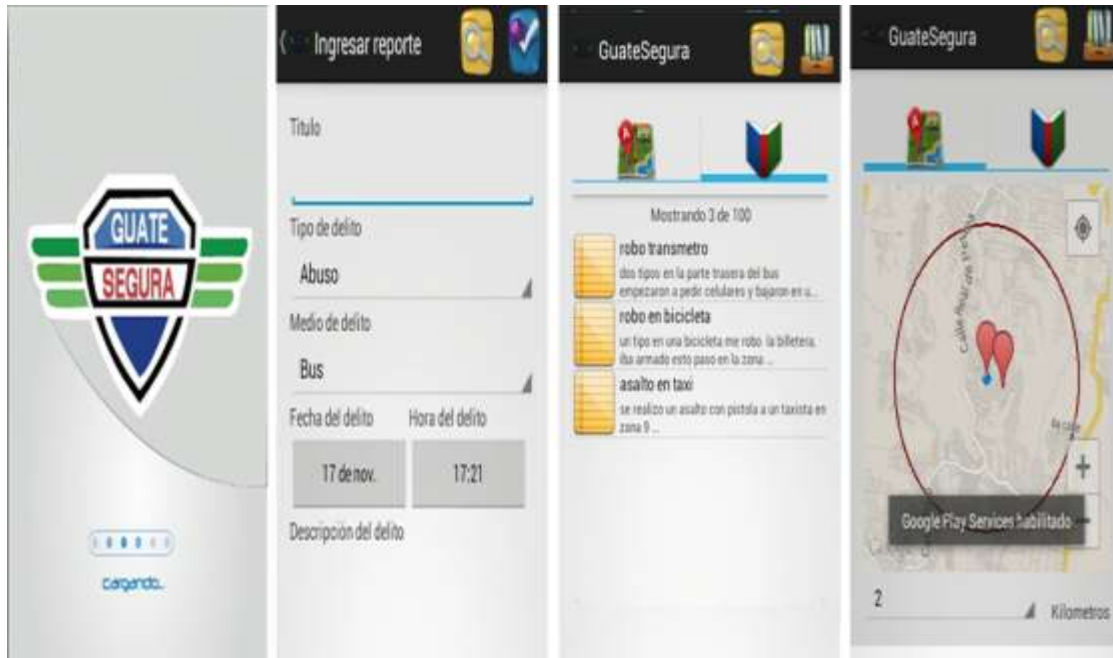 GUATE
SEGURA
cargando..
Ingresar reporte
Titulo
Tipo de delito
Abuso
Medio de delito
Bus
Fecha del delito
Hora del delito
17 de nov.
17:21
Descripción del delito
GuateSegura
Mostrando 3 de 100
robo transmetro
dos tipos en la parte trasera del bus
empezaron a pedir celulares y bajaron en u...
robo en bicicleta
un tipo en una bicicleta me robo la billetera.
iba armado esto paso en la zona ...
asalto en taxi
se realizo un asalto con pistola a un taxista en
zona 9 ...
GuateSegura
A
Calle
Google Play Services habilitado
2
Kilometros